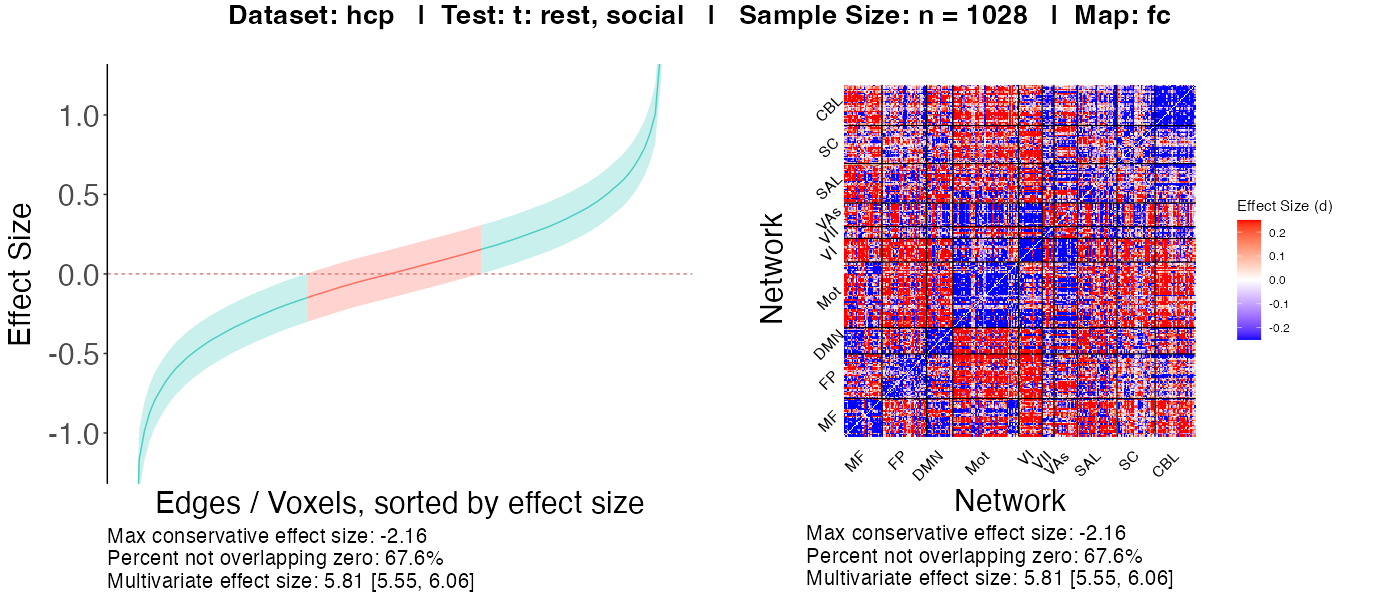 Dataset: hcp | Test: t: rest, social | Sample Size: n = 1028 | Map: fc
Effect Size
1.0
0.5
0.0
-0.5
-1.0
Edges / Voxels, sorted by effect size
Max conservative effect size: -2.16
Percent not overlapping zero: 67.6%
Multivariate effect size: 5.81 [5.55, 6.06]
Network
CBL
SC
SAL
VAs
VII
VI
Mot
DMN
FP
MF
MF
FP
DMN
Mot
VI
VII
VAs
SAL
SC
CBL
Network
Max conservative effect size: -2.16
Percent not overlapping zero: 67.6%
Multivariate effect size: 5.81 [5.55, 6.06]
Effect Size (d)
0.2
0.1
0.0
-0.1
-0.2